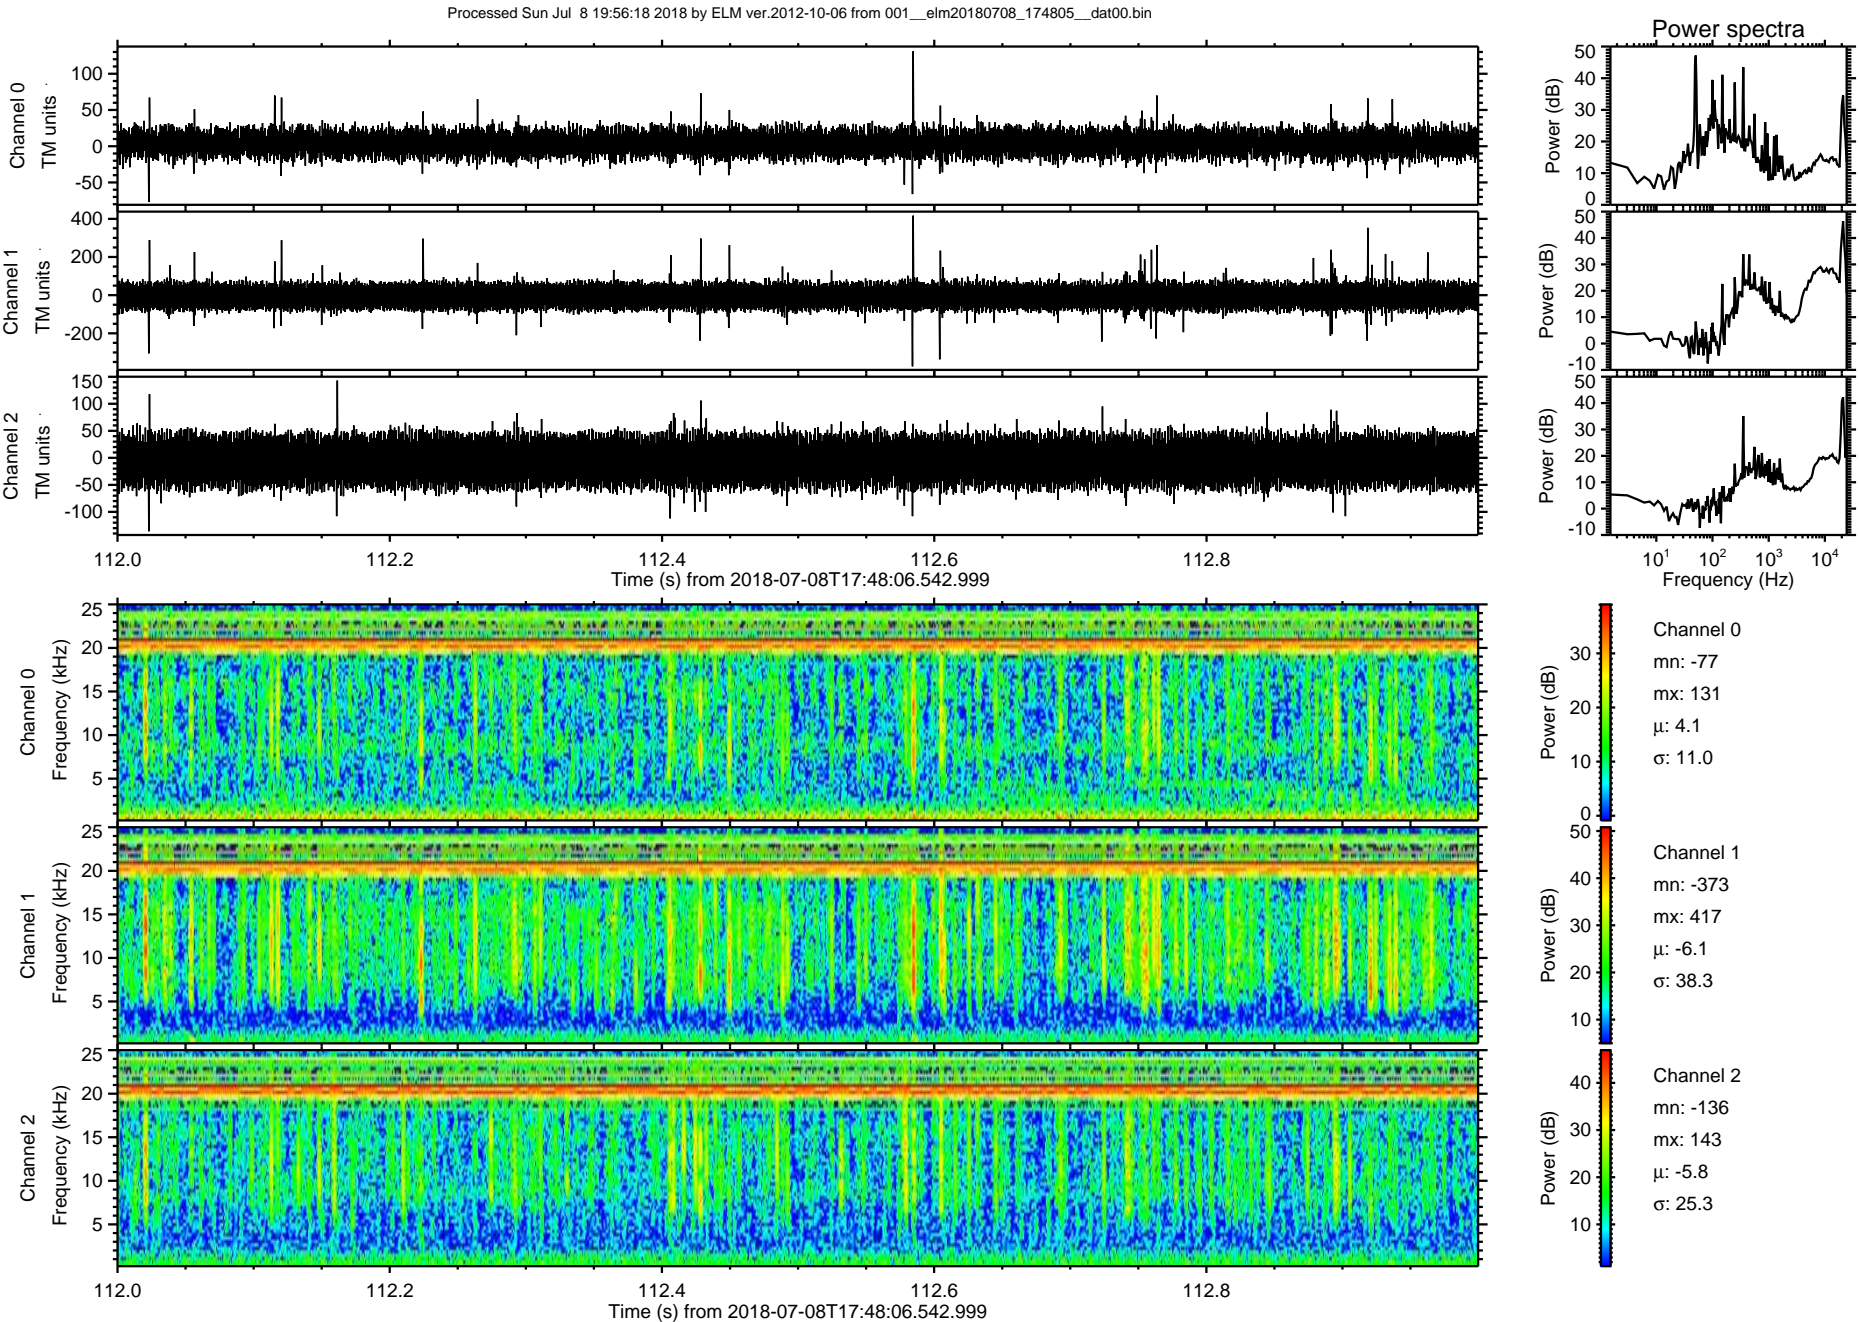 Processed Sun Jul  8 19:56:18 2018 by ELM ver.2012-10-06 from 001__elm20180708_174805__dat00.bin
Power spectra
Channel 0
TM units
100
50
0
-50
Power (dB)
50
40
30
20
10
0
Channel 1
TM units
400
200
0
-200
Power (dB)
50
40
30
20
10
0
-10
Channel 2
TM units
150
100
50
0
-50
-100
Power (dB)
50
40
30
20
10
0
-10
112.0 112.2 112.4 112.6 112.8
Time (s) from 2018-07-08T17:48:06.542.999
10¹ 10² 10³ 10⁴
Frequency (Hz)
Channel 0
Frequency (kHz)
25
20
15
10
5
Power (dB)
30
20
10
0
Channel 0
mn: -77
mx: 131
μ: 4.1
σ: 11.0
Channel 1
Frequency (kHz)
25
20
15
10
5
Power (dB)
50
40
30
20
10
Channel 1
mn: -373
mx: 417
μ: -6.1
σ: 38.3
Channel 2
Frequency (kHz)
25
20
15
10
5
Power (dB)
40
30
20
10
Channel 2
mn: -136
mx: 143
μ: -5.8
σ: 25.3
112.0 112.2 112.4 112.6 112.8
Time (s) from 2018-07-08T17:48:06.542.999